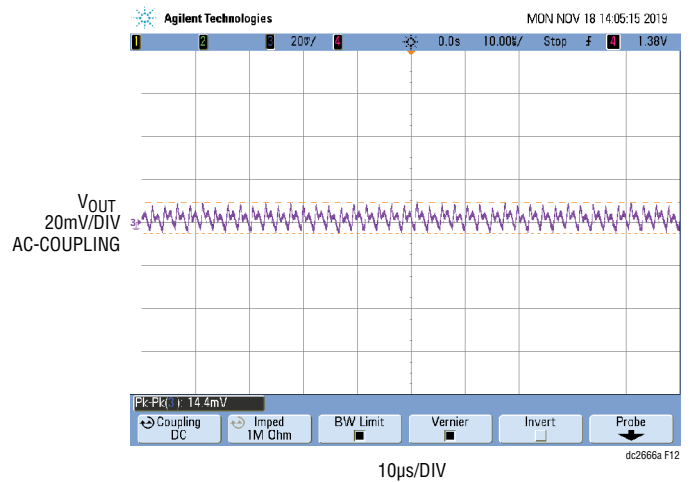 Agilent Technologies MON NOV 18 14:05:15 2019
1 2 3 20▽/ 4 0.0s 10.00▽/ Stop 4 1.38V
VOUT
20mV/DIV
AC-COUPLING
3
Pk-Pk(3): 14.4mV
Coupling
DC
Imped
1M Ohm
BW Limit
Vernier
Invert
Probe
dc2666a F12
10µs/DIV